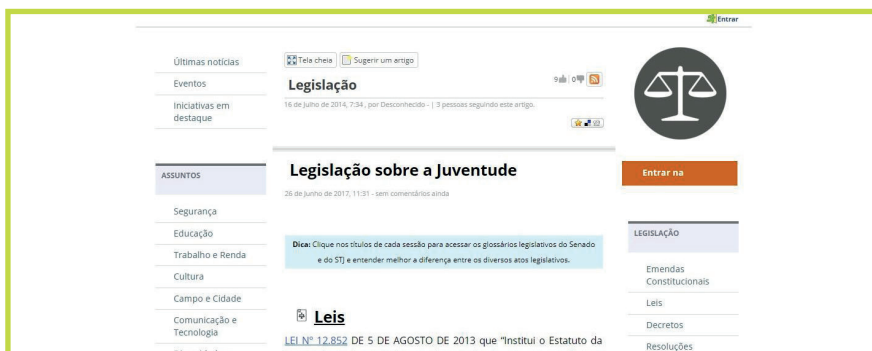 Entrar
Últimas notícias
Eventos
Iniciativas em
destaque
ASSUNTOS
Segurança
Educação
Trabalho e Renda
Cultura
Campo e Cidade
Comunicação e
Tecnologia
Tela cheia Sugerir um artigo
Legislação
9 0
16 de julho de 2014, 7:54 , por Desconhecido - | 3 pessoas seguindo este artigo.
Legislação sobre a Juventude
26 de junho de 2017, 11:31 - sem comentários ainda
Dica: Clique nos títulos de cada sessão para acessar os glossários legislativos do Senado
e do STJ e entender melhor a diferença entre os diversos atos legislativos.
Leis
LEI Nº 12.852 DE 5 DE AGOSTO DE 2013 que “Institui o Estatuto da
Entrar na
LEGISLAÇÃO
Emendas
Constitucionais
Leis
Decretos
Resoluções